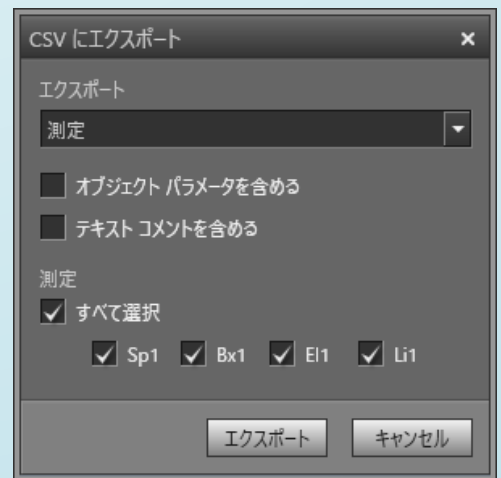 CSV にエクスポート
エクスポート
測定
オブジェクト パラメータを含める
テキスト コメントを含める
測定
すべて選択
Sp1 Bx1 El1 Li1
エクスポート キャンセル